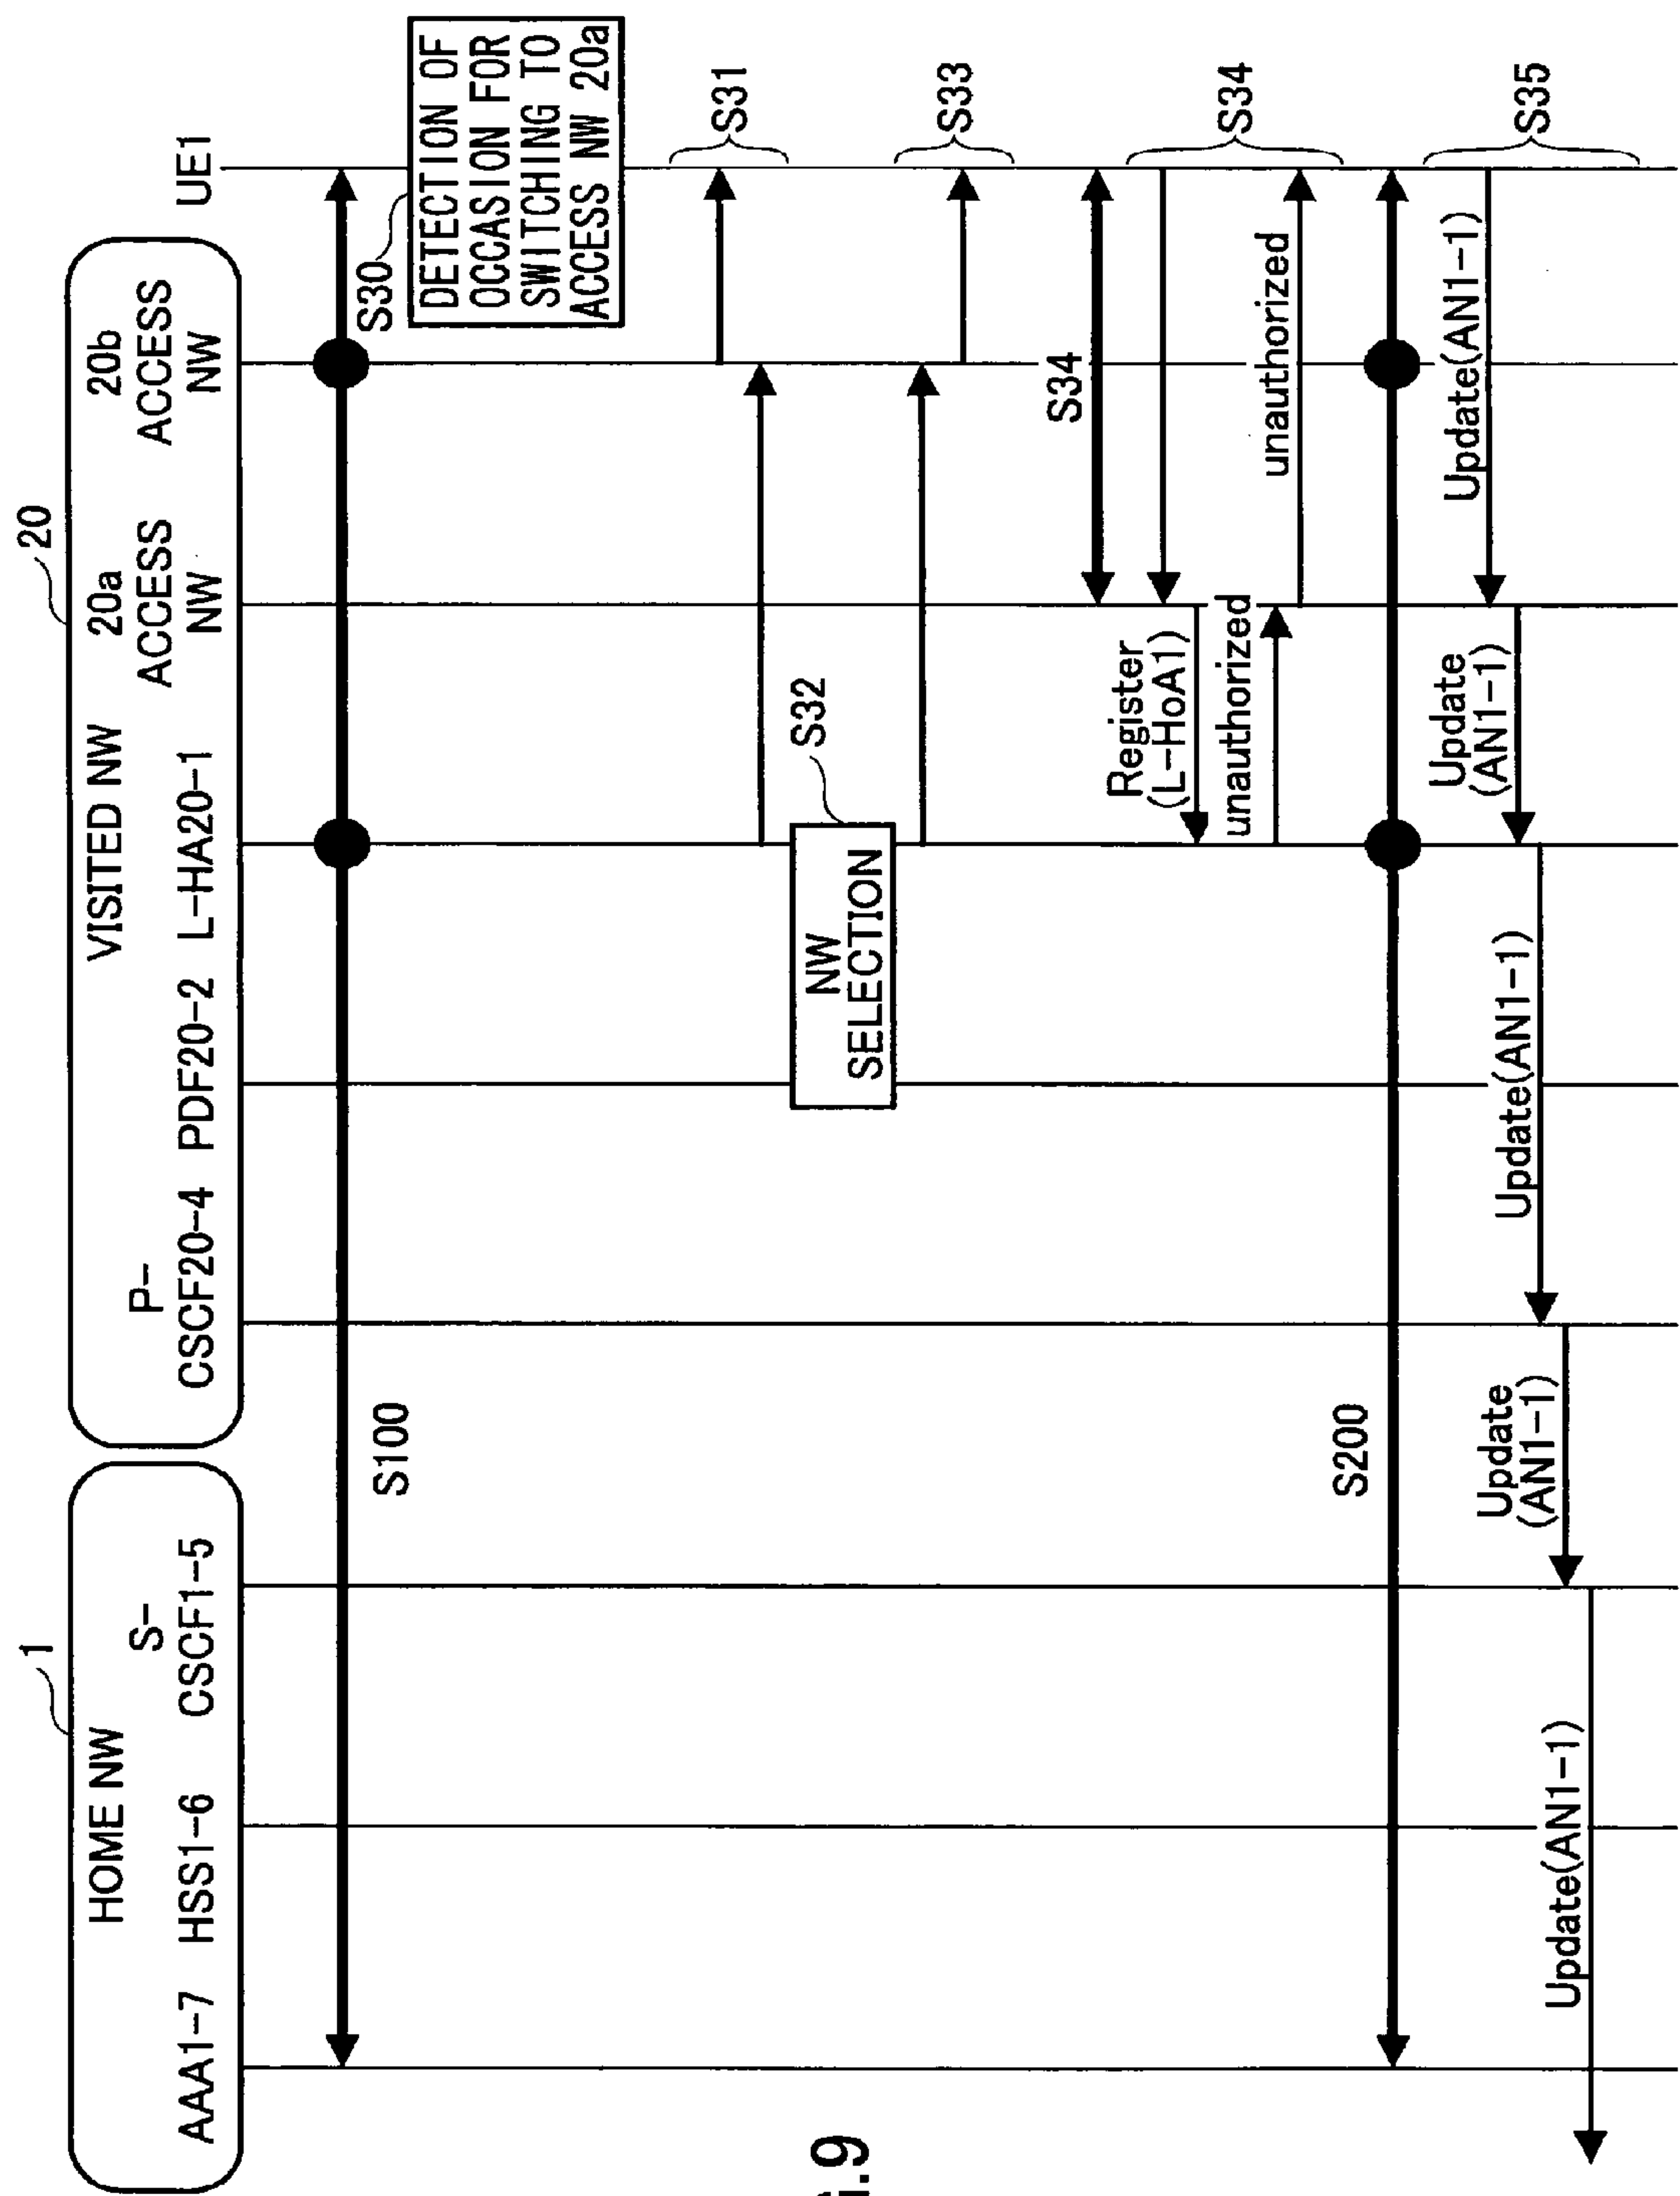 1
HOME NW
AAA1-7
HSS1-6
S-
CSCF1-5
20
VISITED NW
P-
CSCF20-4
PDF20-2
L-HA20-1
20a
ACCESS
NW
20b
ACCESS
NW
UE1
S100
S30
DETECTION OF
OCCASION FOR
SWITCHING TO
ACCESS NW 20a
S31
S32
NW
SELECTION
S33
S34
S34
Register
(L-HoA1)
unauthorized
unauthorized
S200
S35
Update(AN1-1)
Update
(AN1-1)
Update(AN1-1)
Update
(AN1-1)
Update(AN1-1)
.9